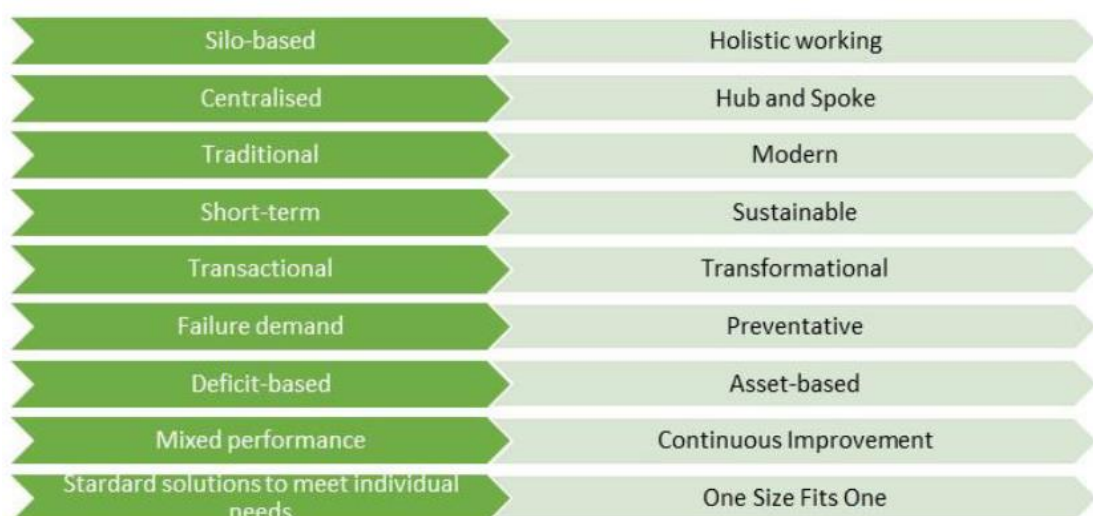 Silo-based
Holistic working
Centralised
Hub and Spoke
Traditional
Modern
Short-term
Sustainable
Transactional
Transformational
Failure demand
Preventative
Deficit-based
Asset-based
Mixed performance
Continuous Improvement
Stardard solutions to meet individual
needs
One Size Fits One